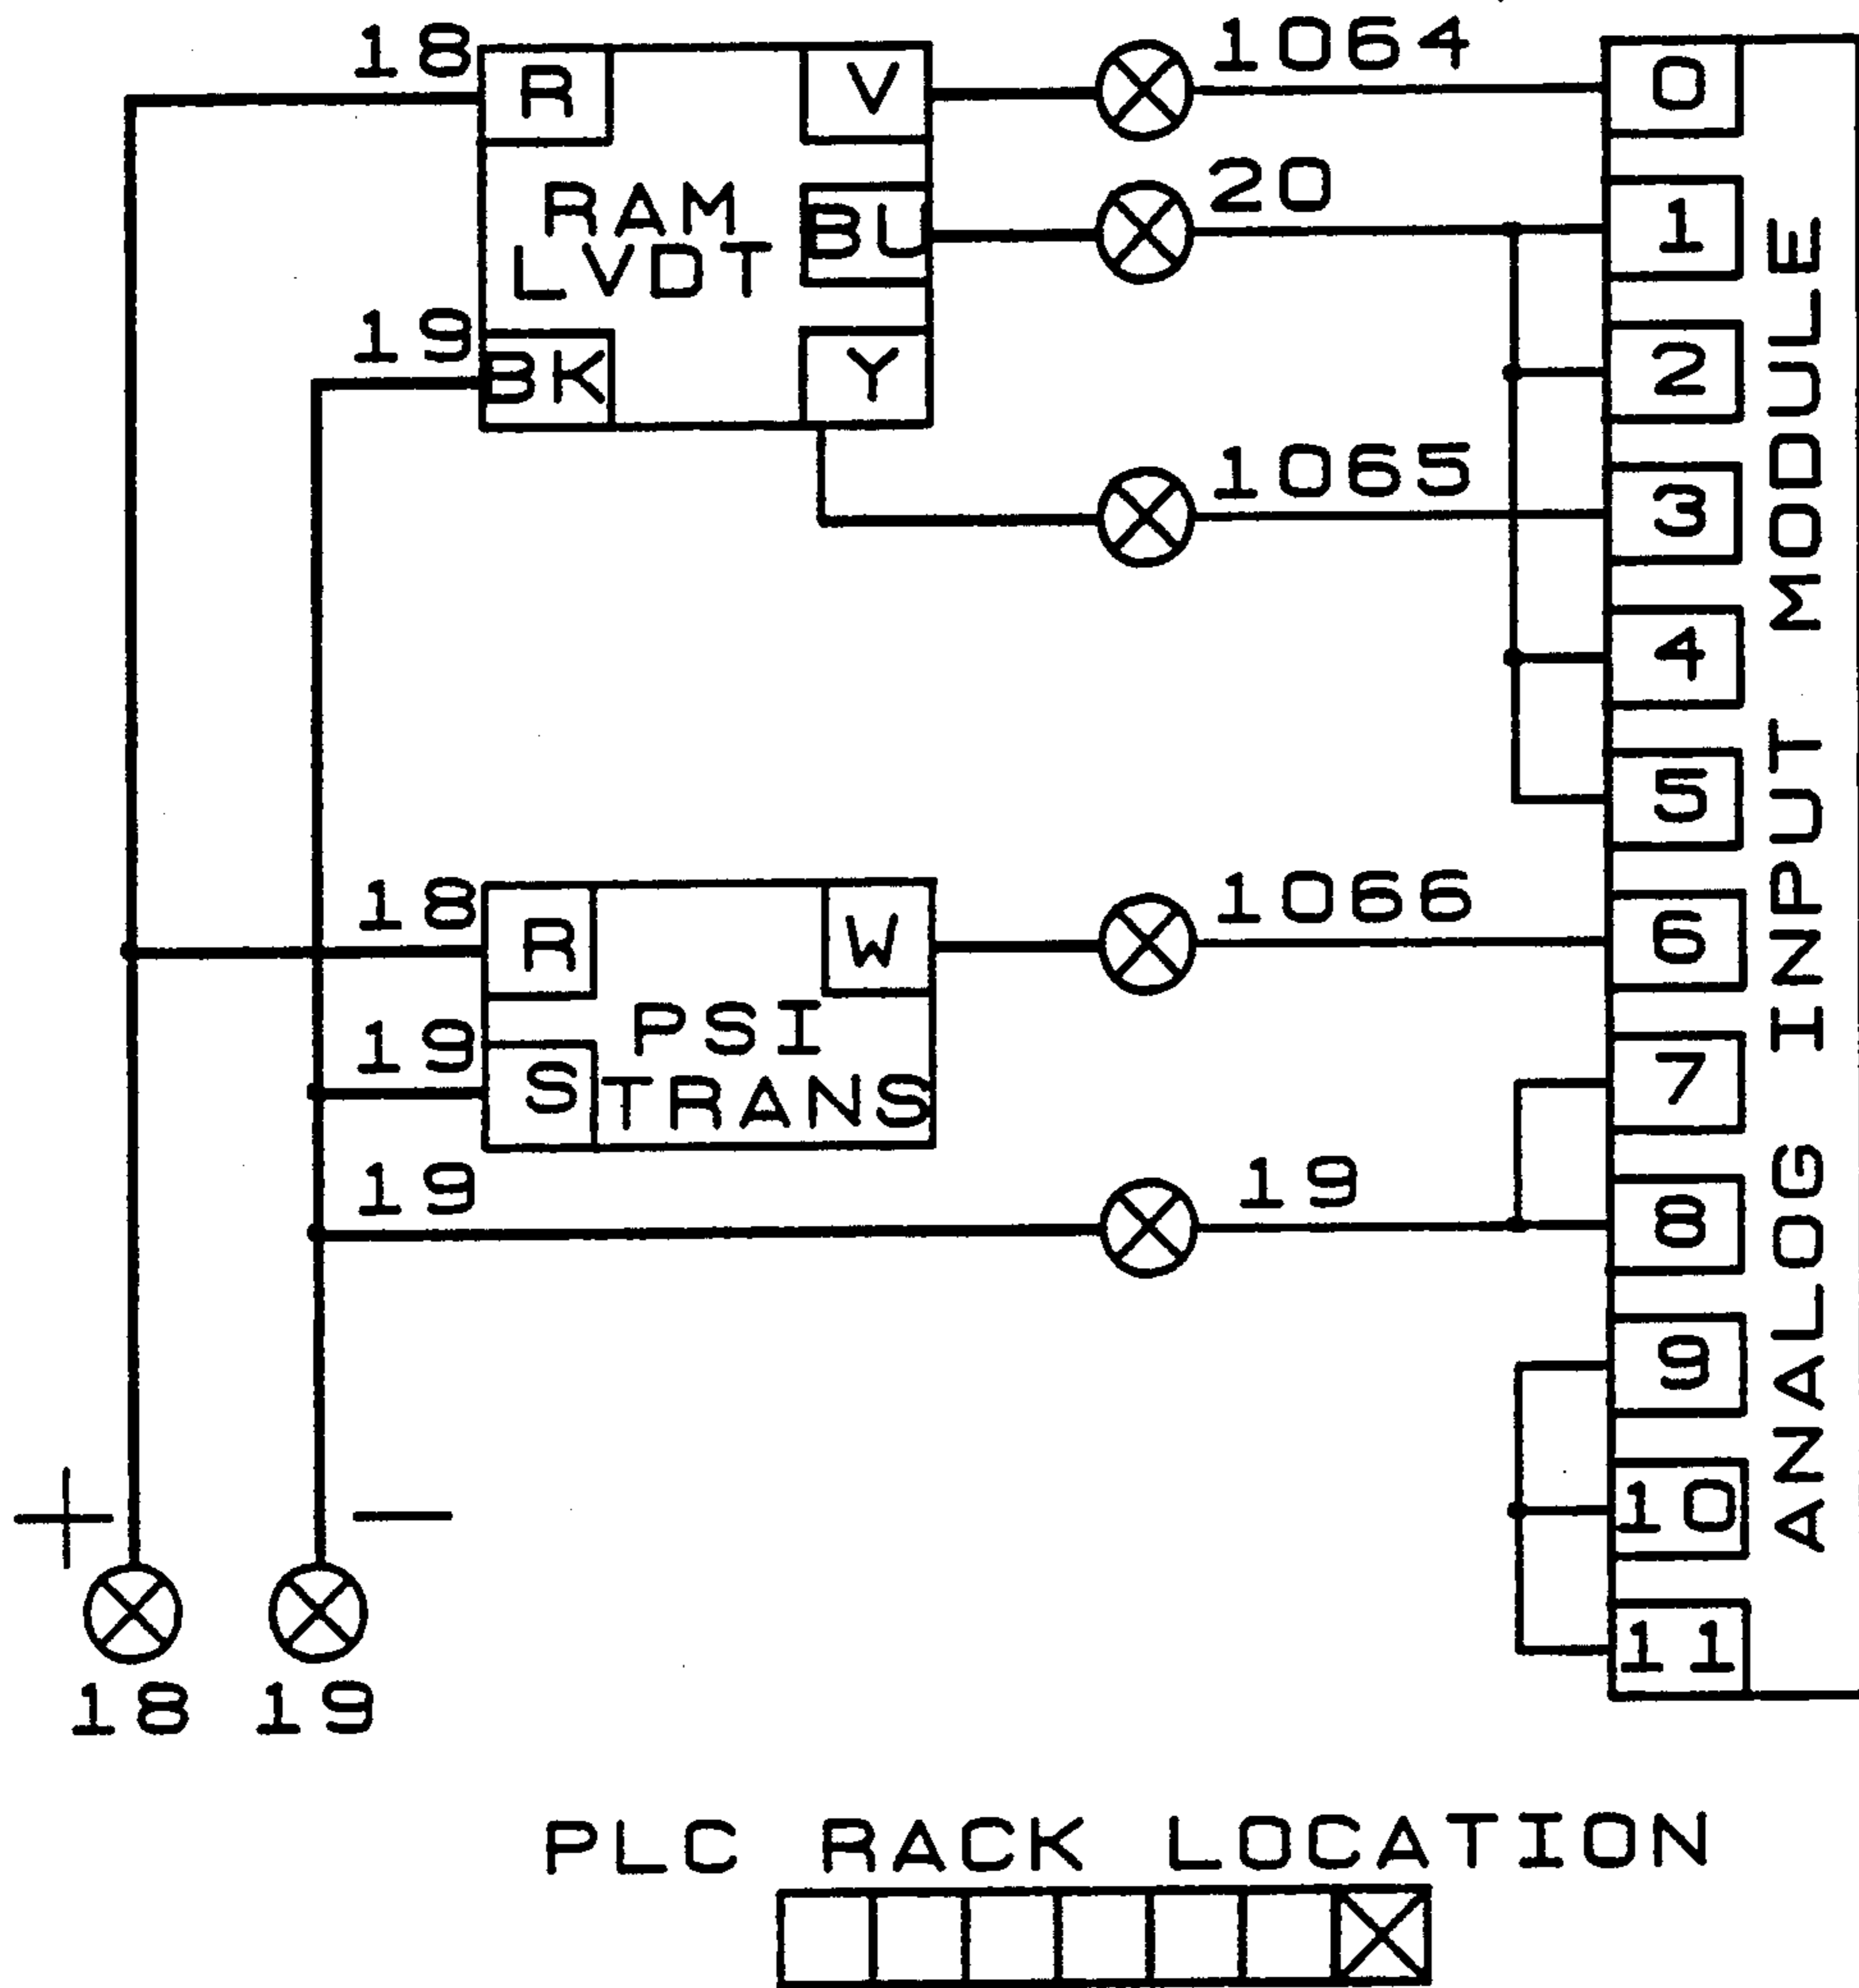 18
R
V
1064
0
RAM
LVDT
BU
20
1
19
BK
Y
2
1065
3
4
5
18
R
W
1066
6
PSI
TRANS
19
S
7
19
19
8
9
10
11
ANALOG INPUT MODULE
+
−
18
19
PLC RACK LOCATION